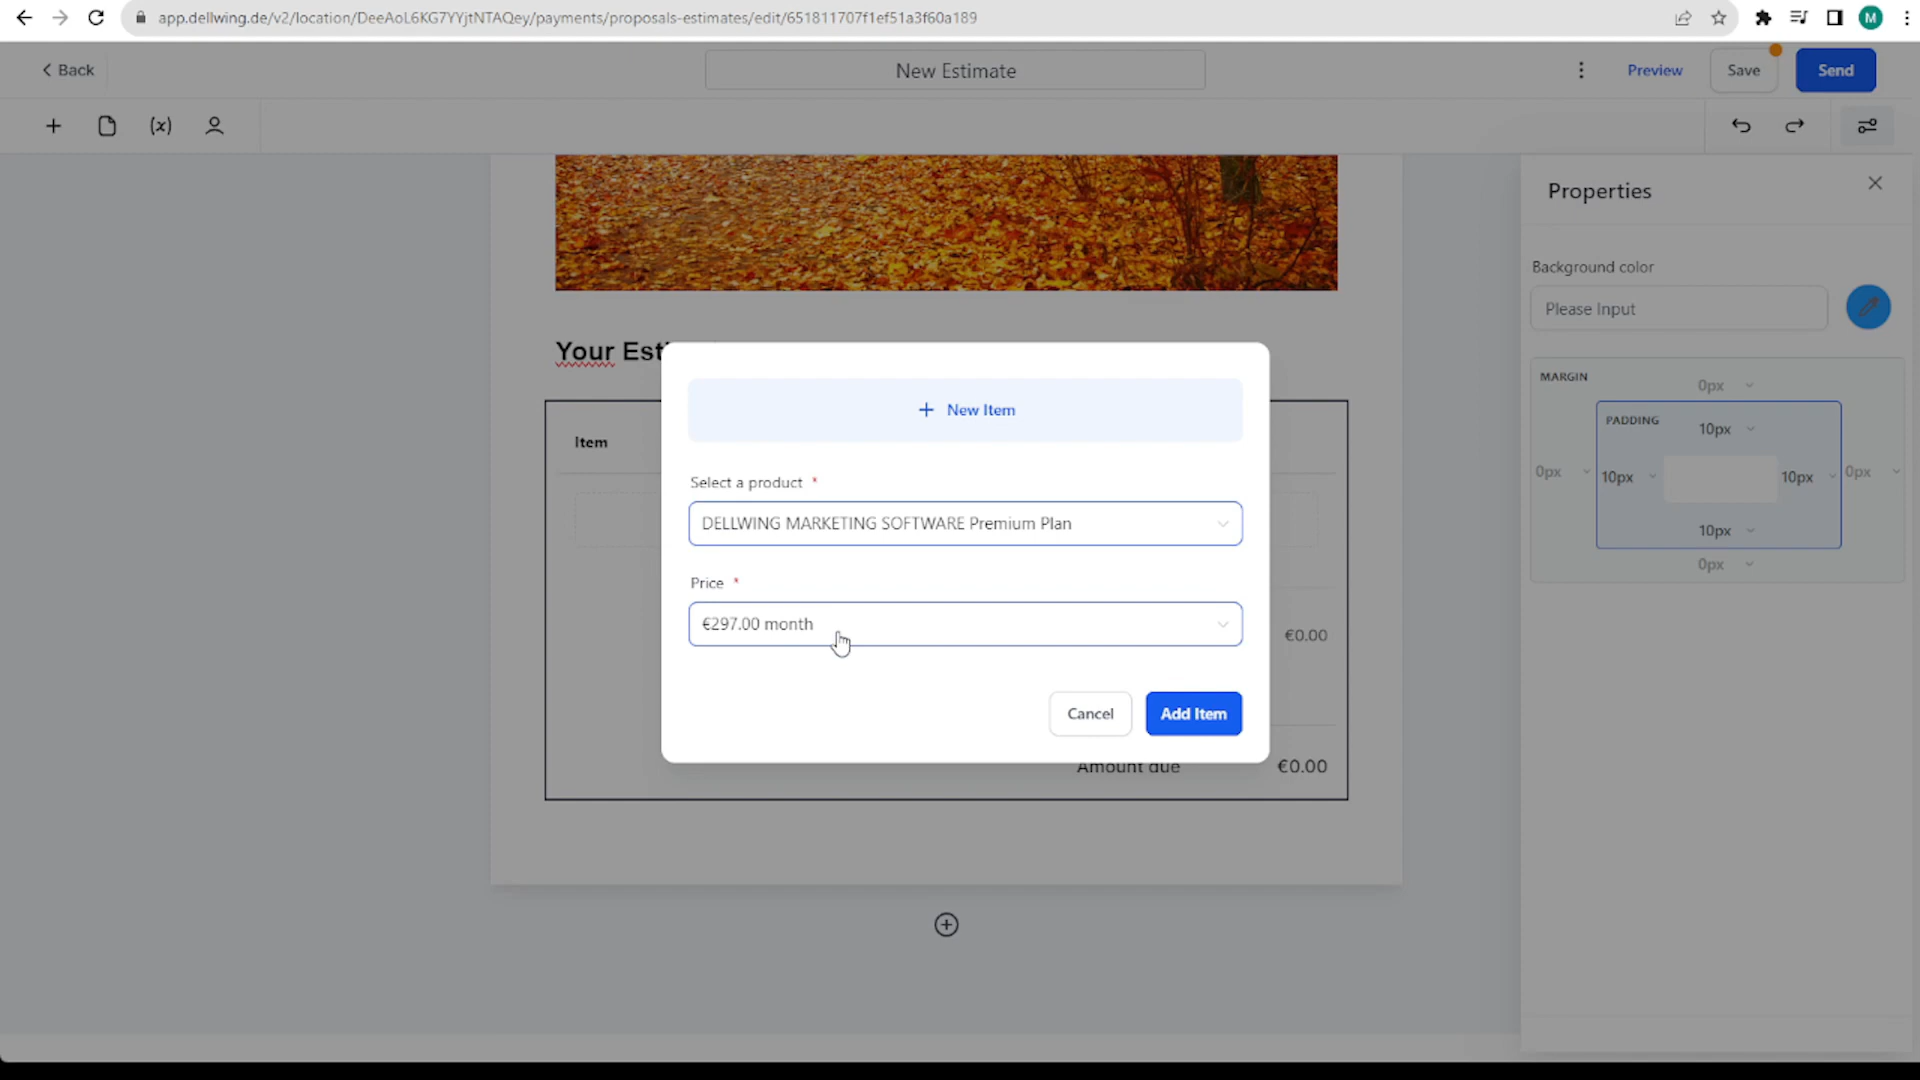 app.dellwing.de/v2/location/DeeAoL6KG7YYjtNTAQey/payments/proposals-estimates/edit/651811707f1ef51a3f60a189
M
Back
New Estimate
Preview
Save
Send
(x)
Properties
Background color
Please Input
MARGIN
0px
PADDING
10px
0px
10px
10px
0px
10px
0px
Your Est
Item
New Item
Select a product *
DELLWING MARKETING SOFTWARE Premium Plan
Price *
€297.00 month
€0.00
Cancel
Add Item
Amount due
€0.00